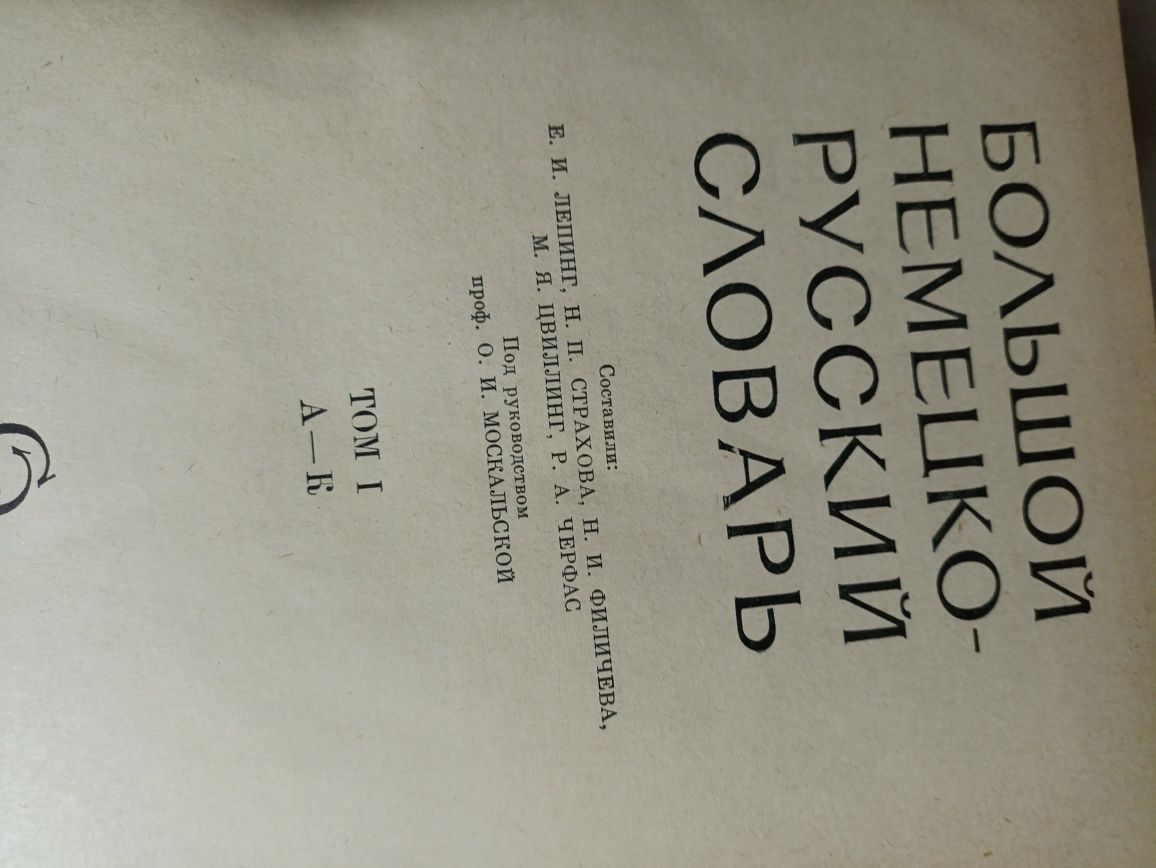 БОЛЬШОЙ
НЕМЕЦКО-
РУССКИЙ
СЛОВАРЬ
Составили:
Е. И. ЛЕПИНГ, Н. П. СТРАХОВА, Н. И. ФИЛИЧЕВА,
М. Я. ЦВИЛЛИНГ, Р. А. ЧЕРФАС
Под руководством
проф. О. И. МОСКАЛЬСКОЙ
ТОМ I
А—К